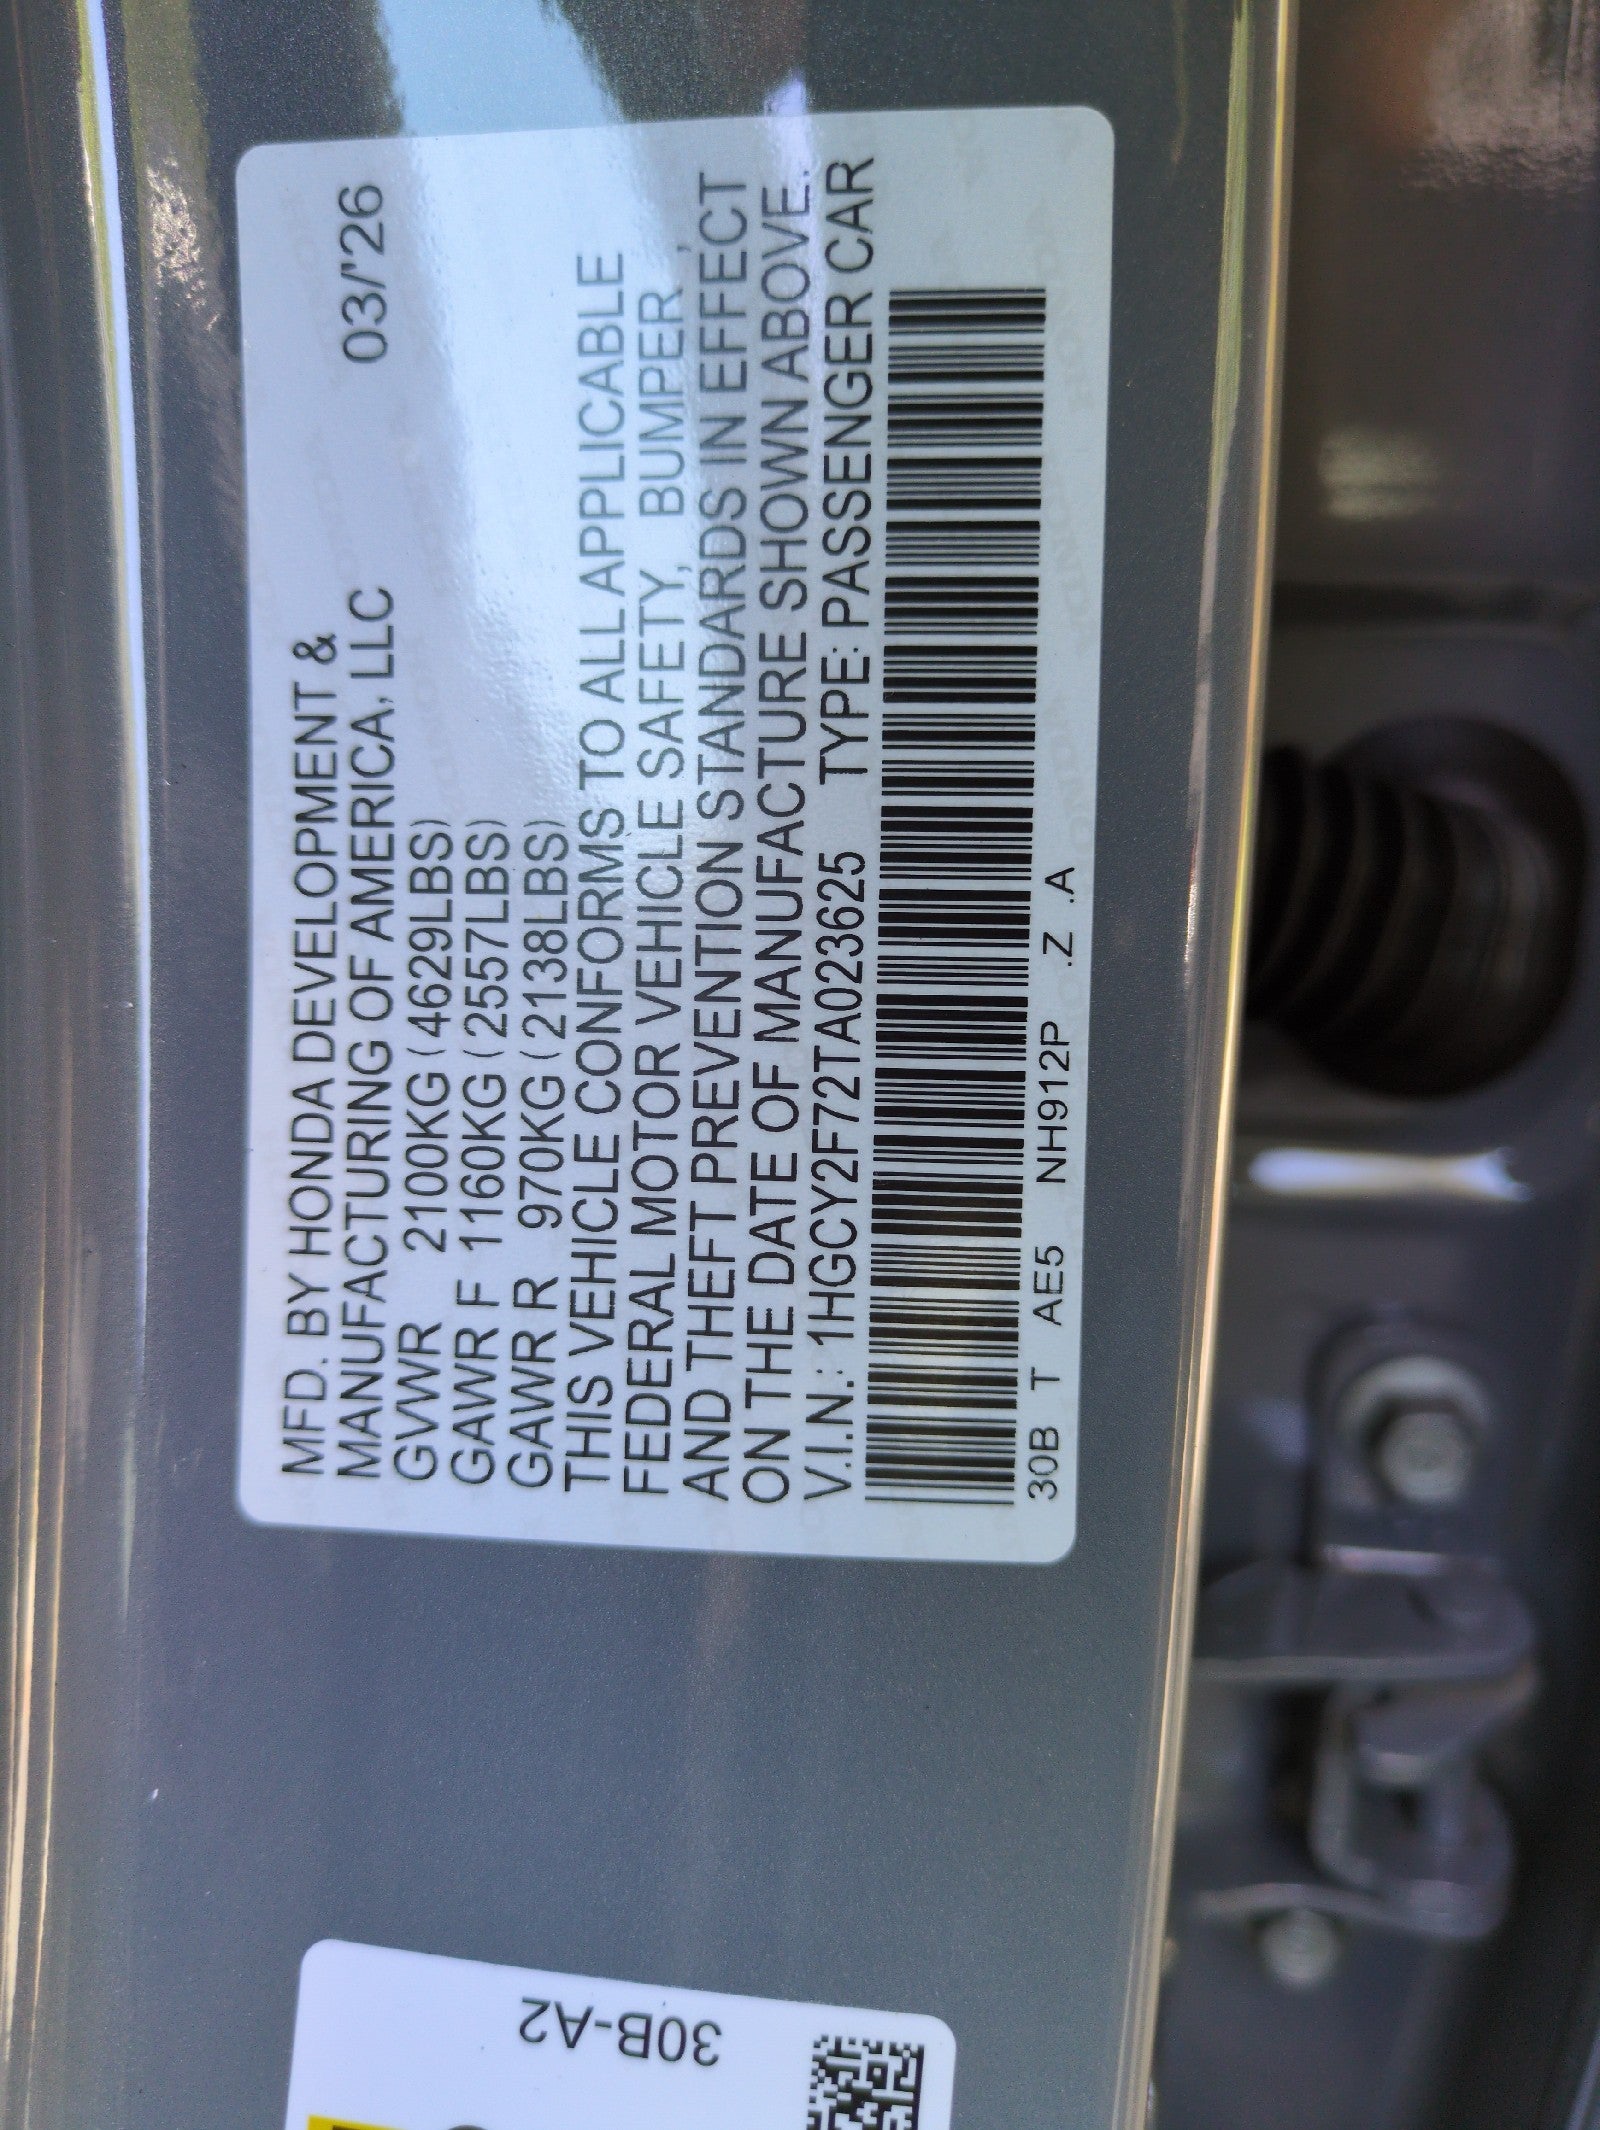 MFD. BY HONDA DEVELOPMENT &
MANUFACTURING OF AMERICA, LLC 03/'26
GVWR 2100KG (4629LBS)
GAWR F 1160KG (2557LBS)
GAWR R 970KG (2138LBS)
THIS VEHICLE CONFORMS TO ALL APPLICABLE
FEDERAL MOTOR VEHICLE SAFETY, BUMPER,
AND THEFT PREVENTION STANDARDS IN EFFECT
ON THE DATE OF MANUFACTURE SHOWN ABOVE.
V.I.N.: 1HGCY2F72TA023625 TYPE: PASSENGER CAR
30B T AE5 NH912P .Z .A
30B-A2